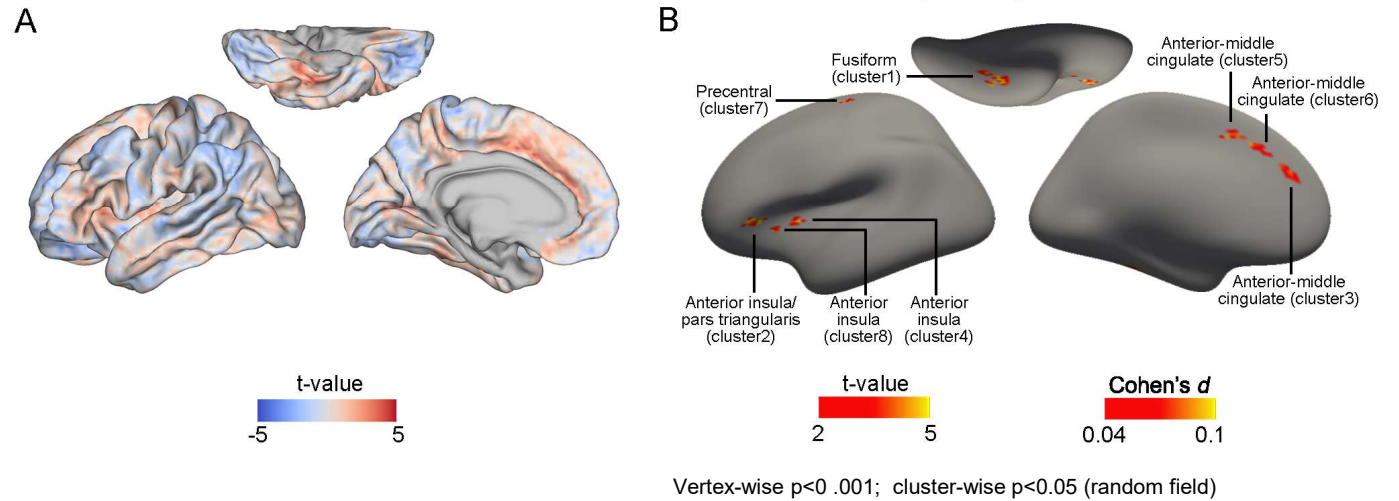 A
B
Fusiform
(cluster1)
Precentral
(cluster7)
Anterior-middle
cingulate (cluster5)
Anterior-middle
cingulate (cluster6)
Anterior insula/
pars triangularis
(cluster2)
Anterior
insula
(cluster8)
Anterior
insula
(cluster4)
Anterior-middle
cingulate (cluster3)
t-value
-5 5
t-value
2 5
Cohen's d
0.04 0.1
Vertex-wise p<0 .001; cluster-wise p<0.05 (random field)